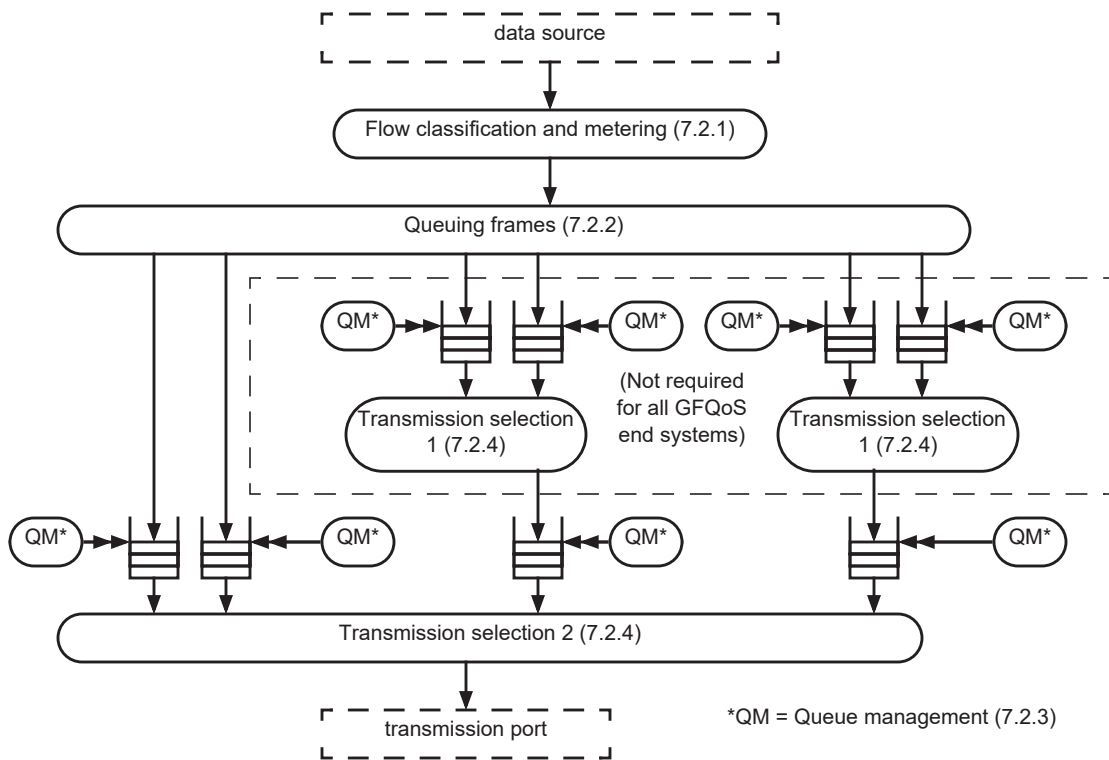 data source
Flow classification and metering (7.2.1)
Queuing frames (7.2.2)
QM*
QM*
QM*
QM*
(Not required
for all GFQoS
end systems)
Transmission selection
1 (7.2.4)
Transmission selection
1 (7.2.4)
QM*
QM*
QM*
QM*
Transmission selection 2 (7.2.4)
transmission port
*QM = Queue management (7.2.3)